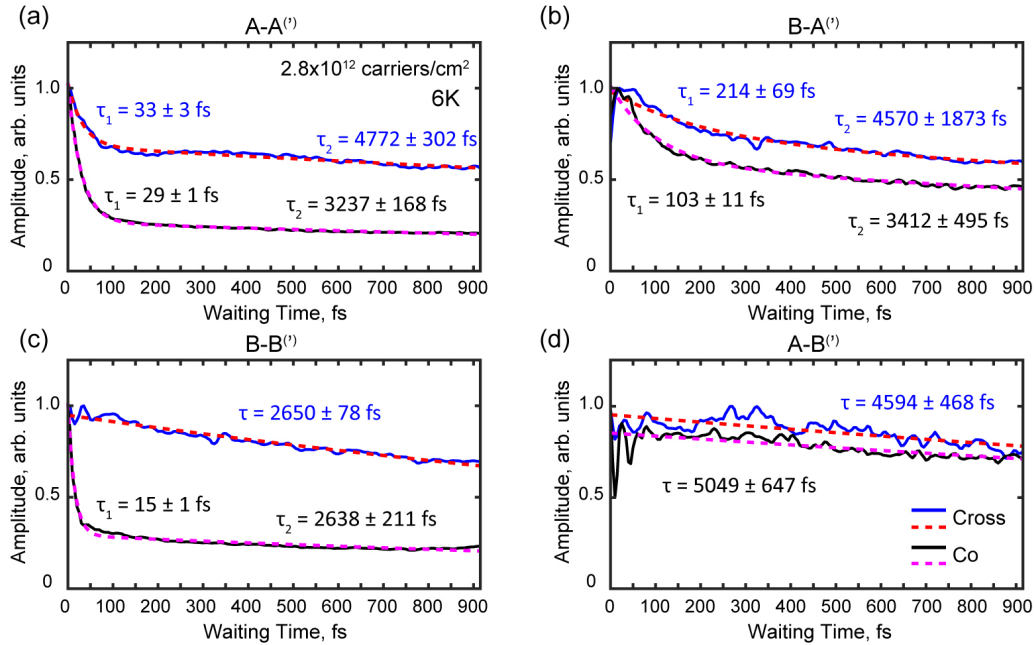 (a)
A-A(')
2.8x10¹² carriers/cm²
6K
τ₁ = 33 ± 3 fs
τ₂ = 4772 ± 302 fs
τ₁ = 29 ± 1 fs
τ₂ = 3237 ± 168 fs
Amplitude, arb. units
1.0
0.5
0
0 100 200 300 400 500 600 700 800 900
Waiting Time, fs
(b)
B-A(')
τ₁ = 214 ± 69 fs
τ₂ = 4570 ± 1873 fs
τ₁ = 103 ± 11 fs
τ₂ = 3412 ± 495 fs
Amplitude, arb. units
1.0
0.5
0
0 100 200 300 400 500 600 700 800 900
Waiting Time, fs
(c)
B-B(')
τ = 2650 ± 78 fs
τ₁ = 15 ± 1 fs
τ₂ = 2638 ± 211 fs
Amplitude, arb. units
1.0
0.5
0
0 100 200 300 400 500 600 700 800 900
Waiting Time, fs
(d)
A-B(')
τ = 4594 ± 468 fs
τ = 5049 ± 647 fs
Cross
Co
Amplitude, arb. units
1.0
0.5
0
0 100 200 300 400 500 600 700 800 900
Waiting Time, fs